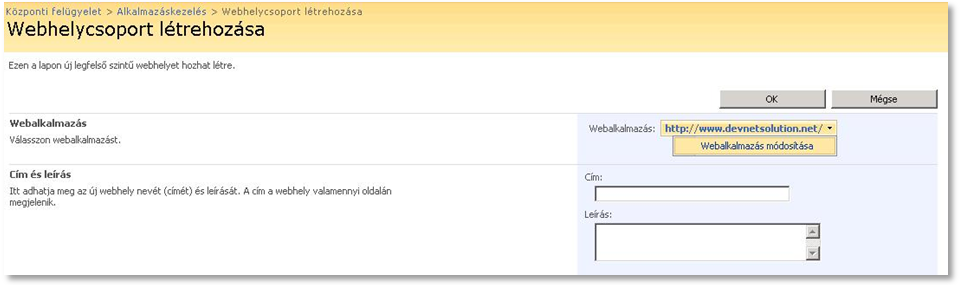 Központi felügyelet > Alkalmazáskezelés > Webhelycsoport létrehozása
Webhelycsoport létrehozása
Ezen a lapon új legfelső szintű webhelyet hozhat létre.
OK
Mégse
Webalkalmazás
Válasszon webalkalmazást.
Webalkalmazás: http://www.devnetsolution.net/
Webalkalmazás módosítása
Cím és leírás
Itt adhatja meg az új webhely nevét (címét) és leírását. A cím a webhely valamennyi oldalán
megjelenik.
Cím:
Leírás: